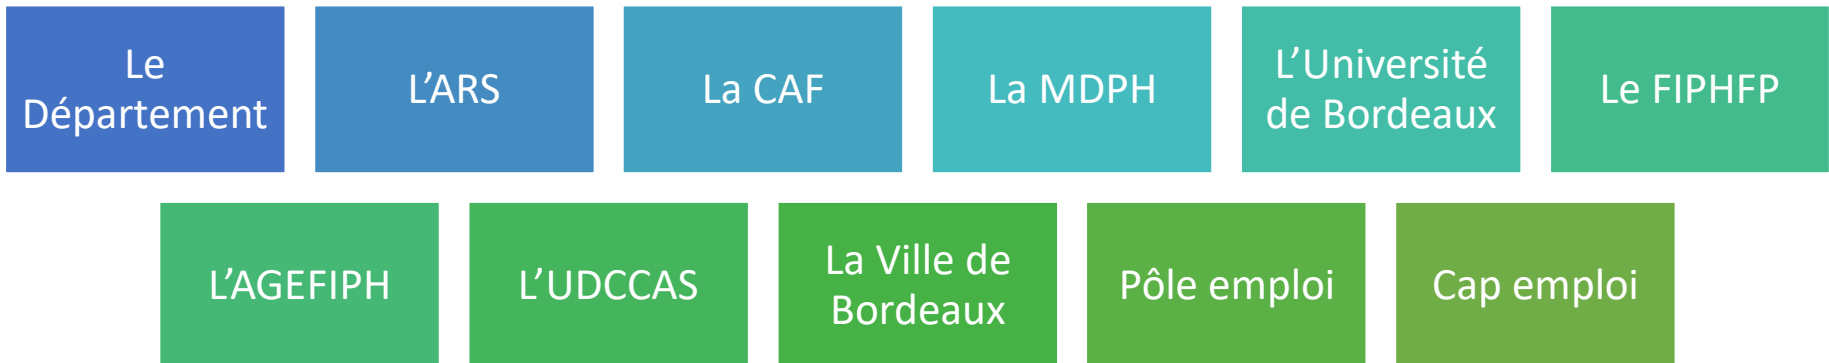 Le
Département
L’ARS
La CAF
La MDPH
L’Université
de Bordeaux
Le FIPHFP
L’AGEFIPH
L’UDCCAS
La Ville de
Bordeaux
Pôle emploi
Cap emploi